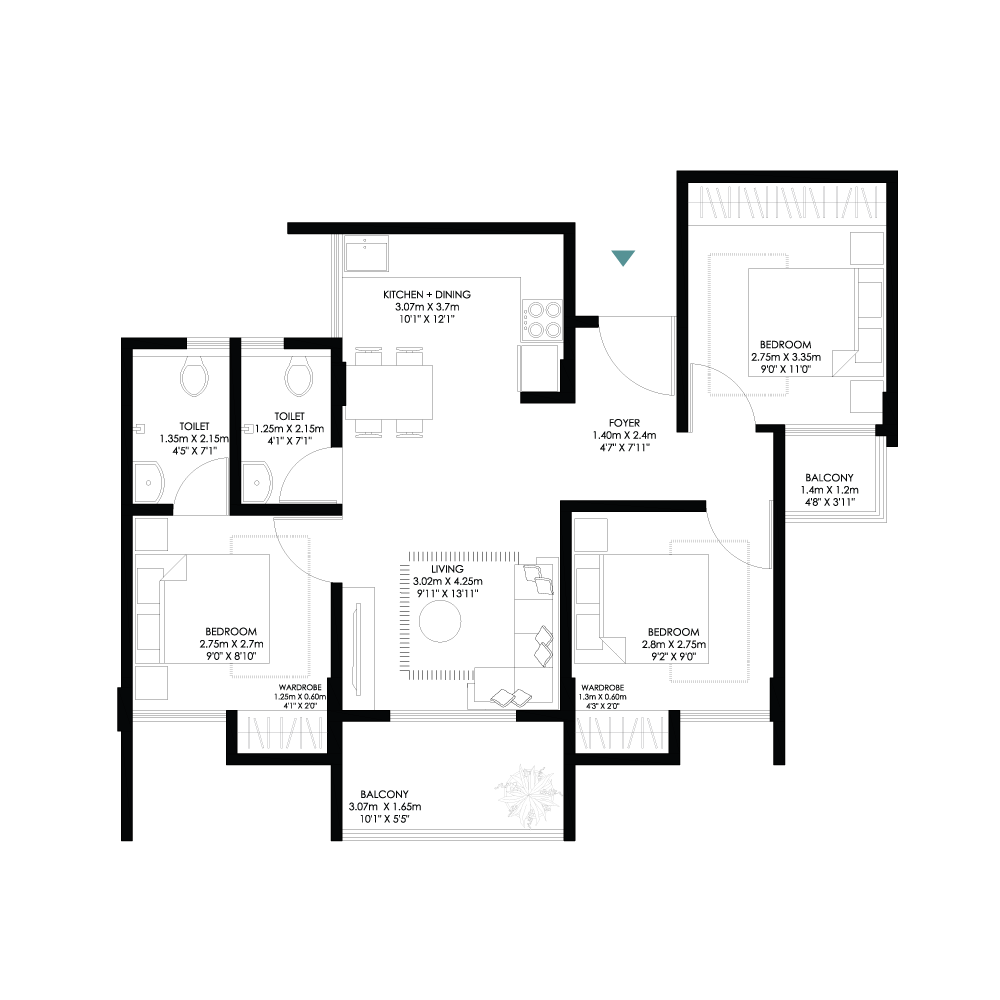 KITCHEN + DINING
3.07m X 3.7m
10'1" X 12'1"
BEDROOM
2.75m X 3.35m
9'0" X 11'0"
TOILET
1.35m X 2.15m
4'5" X 7'1"
TOILET
1.25m X 2.15m
4'1" X 7'1"
FOYER
1.40m X 2.4m
4'7" X 7'11"
BALCONY
1.4m X 1.2m
4'8" X 3'11"
LIVING
3.02m X 4.25m
9'11" X 13'11"
BEDROOM
2.75m X 2.7m
9'0" X 8'10"
BEDROOM
2.8m X 2.75m
9'2" X 9'0"
WARDROBE
1.25m X 0.60m
4'1" X 2'0"
WARDROBE
1.3m X 0.60m
4'3" X 2'0"
BALCONY
3.07m X 1.65m
10'1" X 5'5"